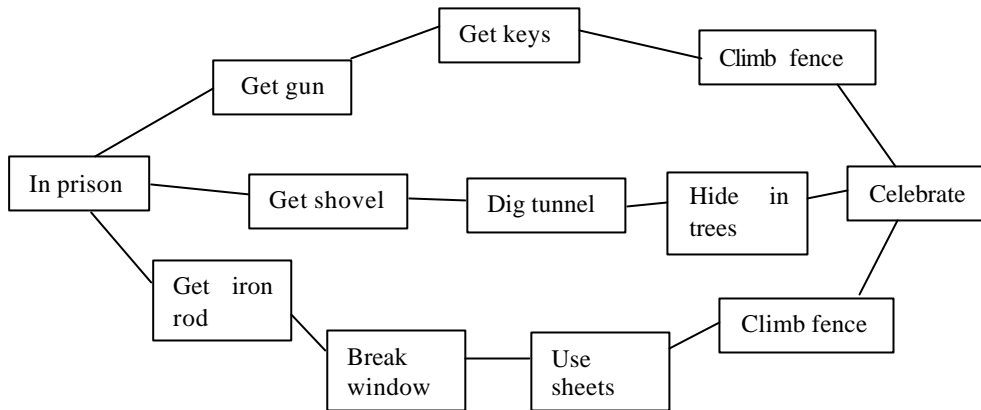 Get keys
Climb fence
Get gun
In prison
Get shovel
Dig tunnel
Hide in
trees
Celebrate
Get iron
rod
Break
window
Use
sheets
Climb fence